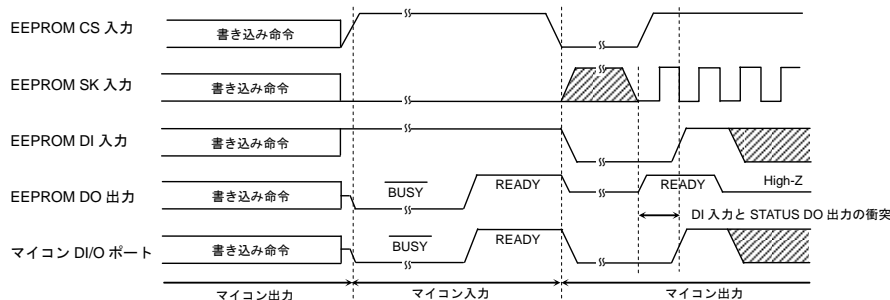 EEPROM CS 入力
書き込み命令
EEPROM SK 入力
書き込み命令
EEPROM DI 入力
書き込み命令
EEPROM DO 出力
書き込み命令
BUSY
READY
READY
High-Z
DI 入力と STATUS DO 出力の衝突
マイコン DI/O ポート
書き込み命令
BUSY
READY
マイコン出力
マイコン入力
マイコン出力